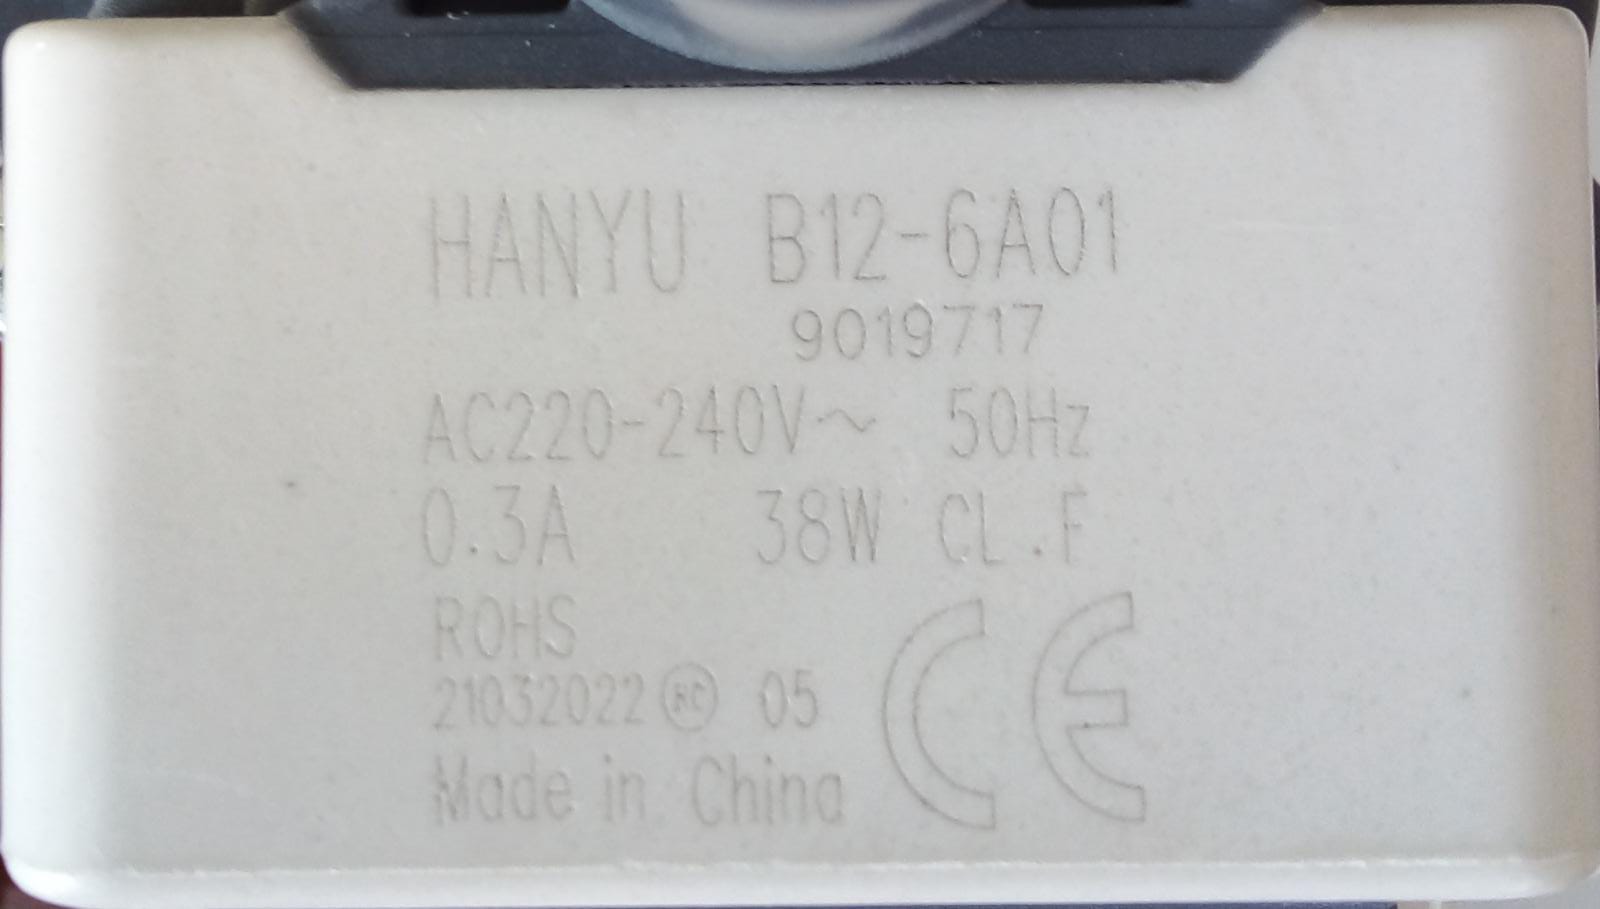 HANYU B12-6A01
9019717
AC220-240V~ 50Hz
0.3A 38W CL.F
ROHS
21032022 RC 05
Made in China
CE